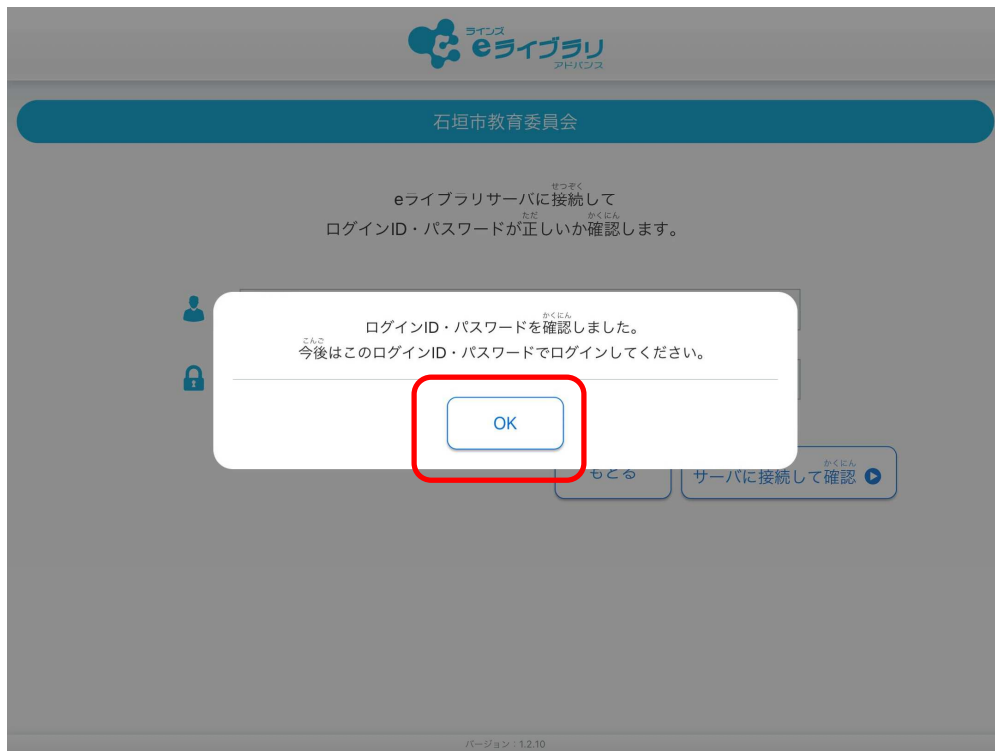 ラインズ
eライブラリ
アドバンス
石垣市教育委員会
せつぞく
eライブラリサーバに接続して
ただ かくにん
ログインID・パスワードが正しいか確認します。
かくにん
ログインID・パスワードを確認しました。
こんご
今後はこのログインID・パスワードでログインしてください。
OK
もどる
かくにん
サーバに接続して確認
バージョン：1.2.10